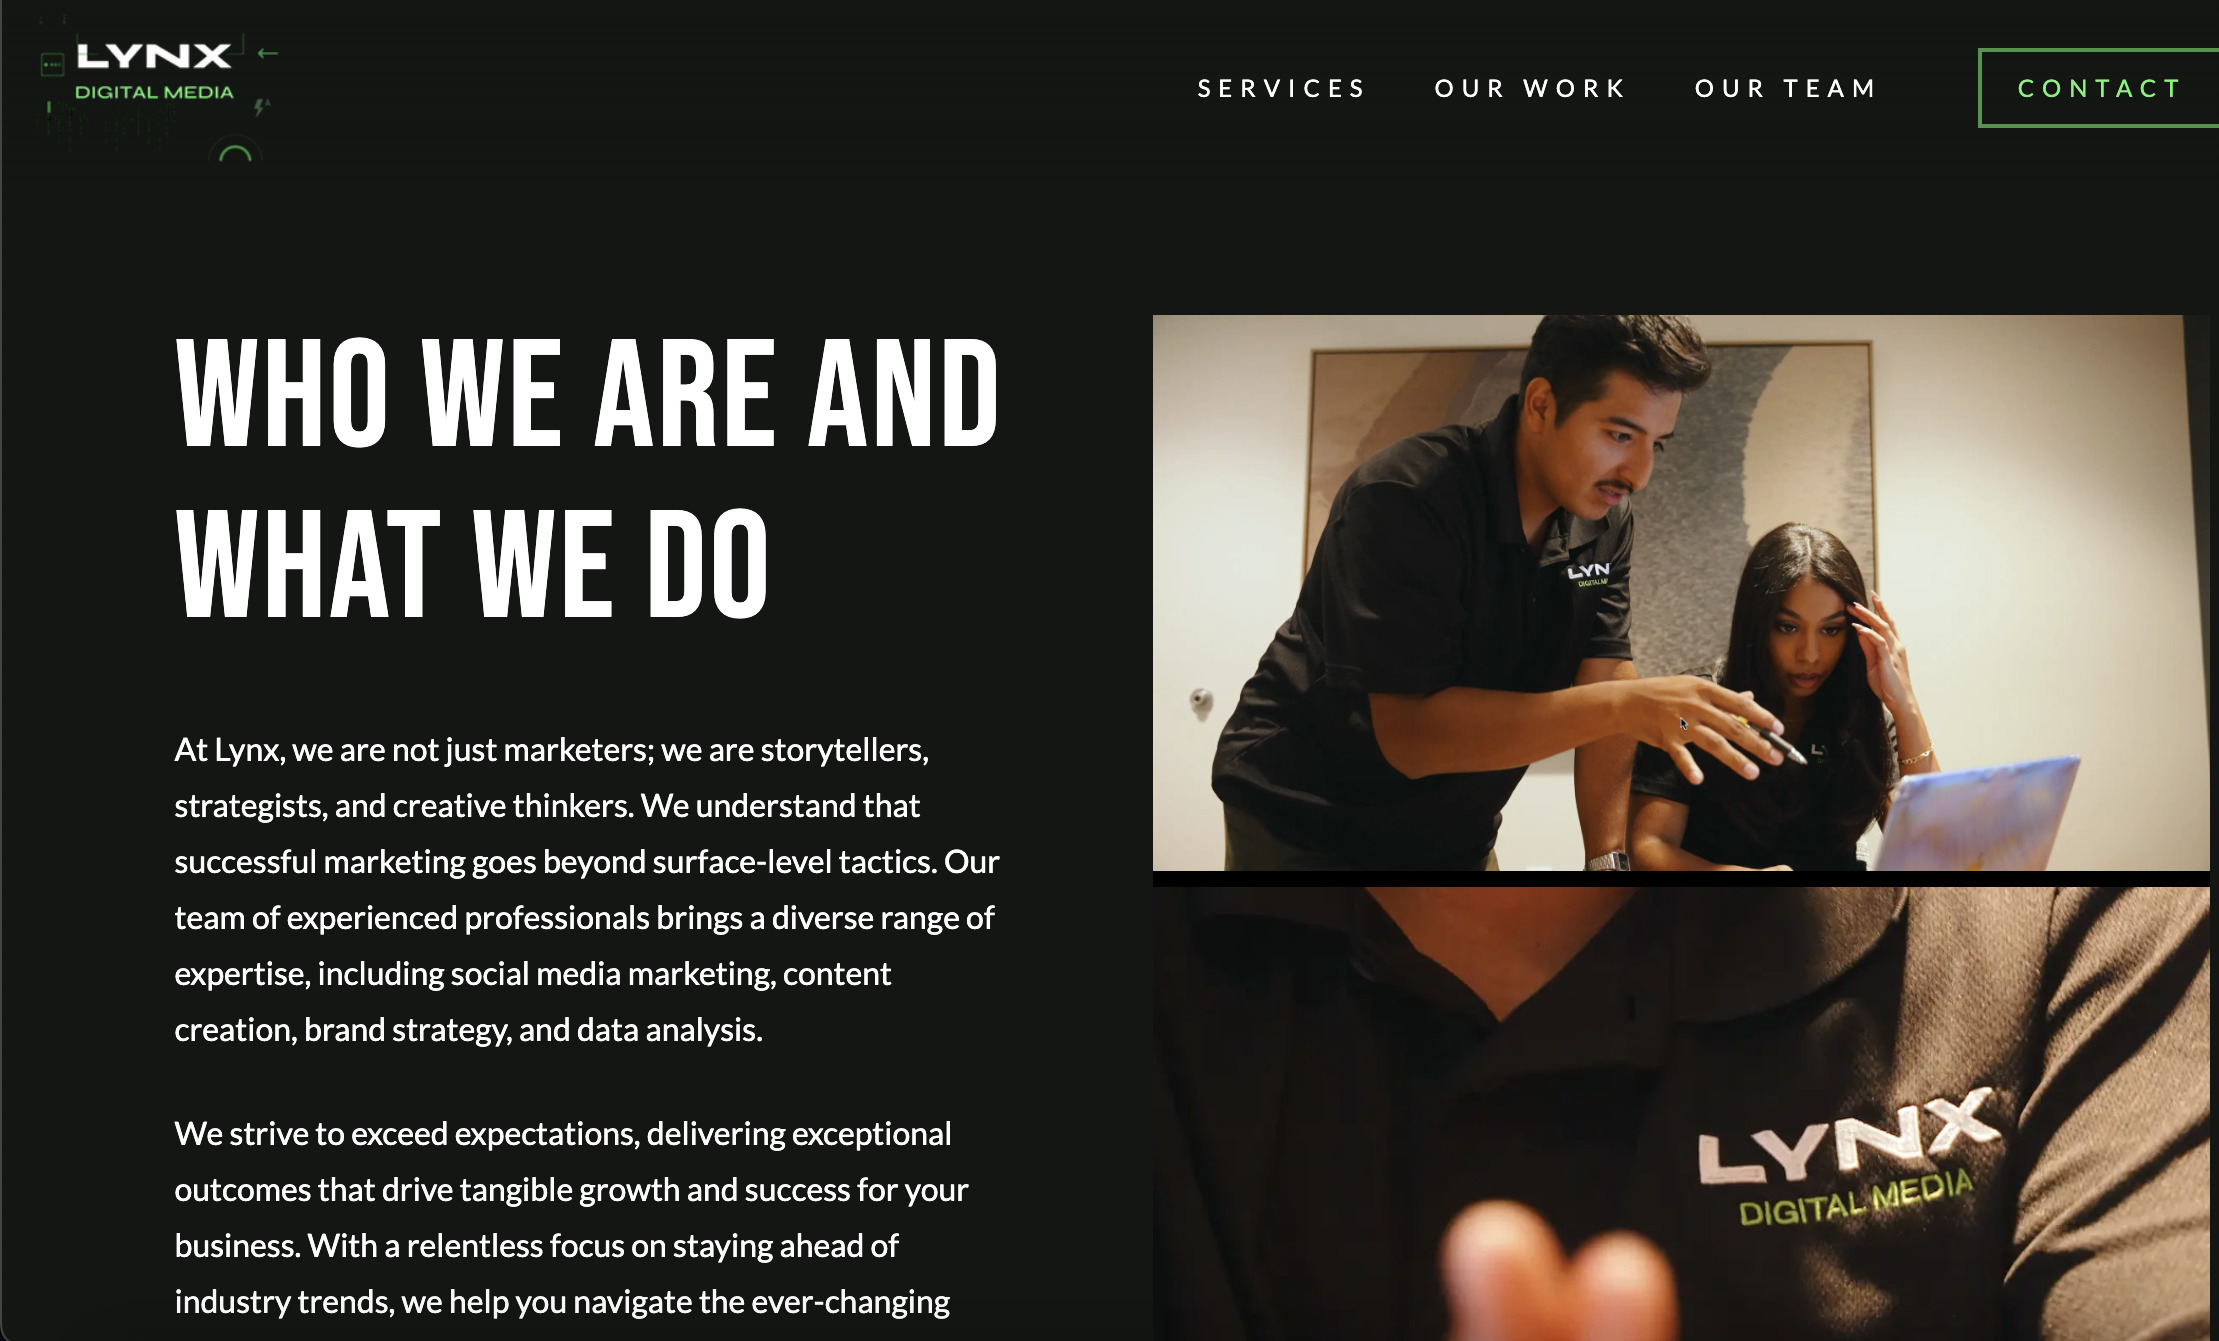 LYNX
DIGITAL MEDIA
SERVICES
OUR WORK
OUR TEAM
CONTACT
WHO WE ARE AND
WHAT WE DO
At Lynx, we are not just marketers; we are storytellers,
strategists, and creative thinkers. We understand that
successful marketing goes beyond surface-level tactics. Our
team of experienced professionals brings a diverse range of
expertise, including social media marketing, content
creation, brand strategy, and data analysis.
We strive to exceed expectations, delivering exceptional
outcomes that drive tangible growth and success for your
business. With a relentless focus on staying ahead of
industry trends, we help you navigate the ever-changing
LYN
DIGITAL M
LYNX
DIGITAL MEDIA